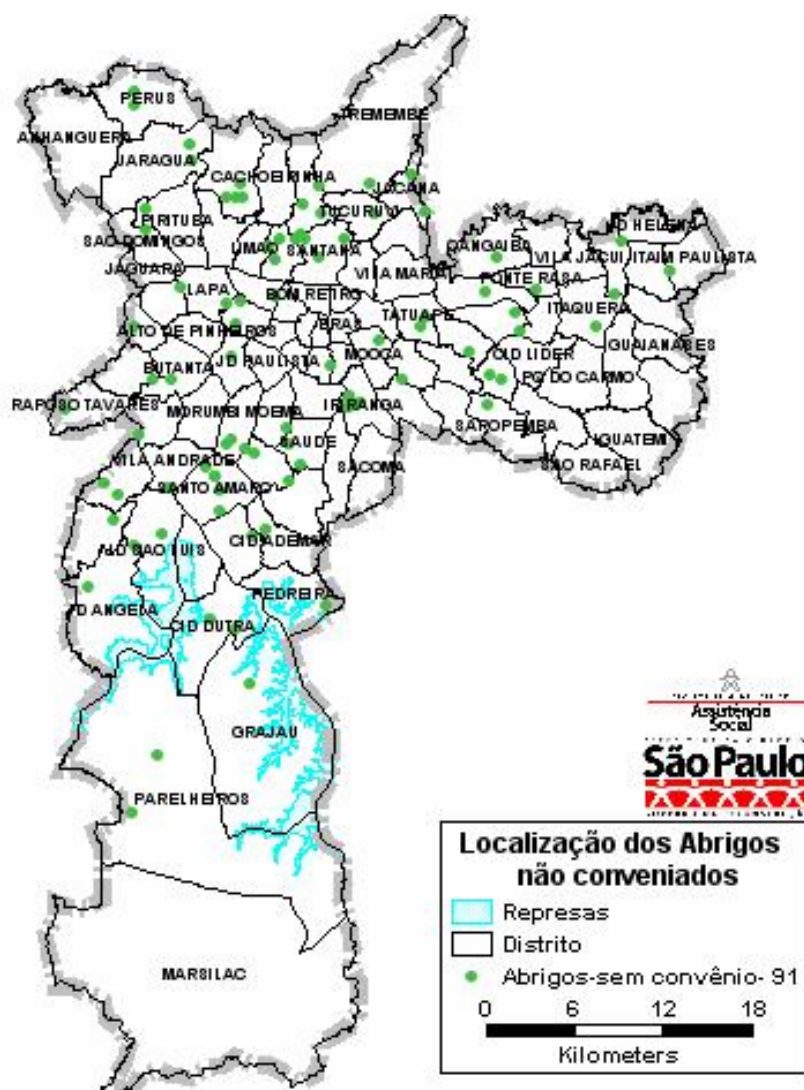 PERUS
TREMEMBE
ANHANGUERA
JARAGUA
CACHOEIRINHA
JACANA
TUCURUVI
PIRITUBA
JD HELENA
SAO DOMINGOS
LIMAO
SANTANA
CANGAIBA
VILA JACUI
ITAIM PAULISTA
JAGUARA
VILA MARIA
PONTE RASA
LAPA
BOM RETIRO
ITAQUERA
ALTO DE PINHEIROS
BRAS
TATUAPE
GUAIANASES
MOOCA
BUTANTA
JD PAULISTA
CID LIDER
PQ DO CARMO
RAPOSO TAVARES
MORUMBI
MOEMA
IPIRANGA
SAPOPEMBA
SAUDE
IGUATEMI
VILA ANDRADE
SACOMA
SAO RAFAEL
SANTO AMARO
CID ADEMAR
JD SAO LUIS
PEDREIRA
JD ANGELA
CID DUTRA
GRAJAU
PARELHEIROS
MARSILAC
Assistência
Social
São Paulo
Localização dos Abrigos
não conveniados
Represas
Distrito
Abrigos-sem convênio- 91
0 6 12 18
Kilometers